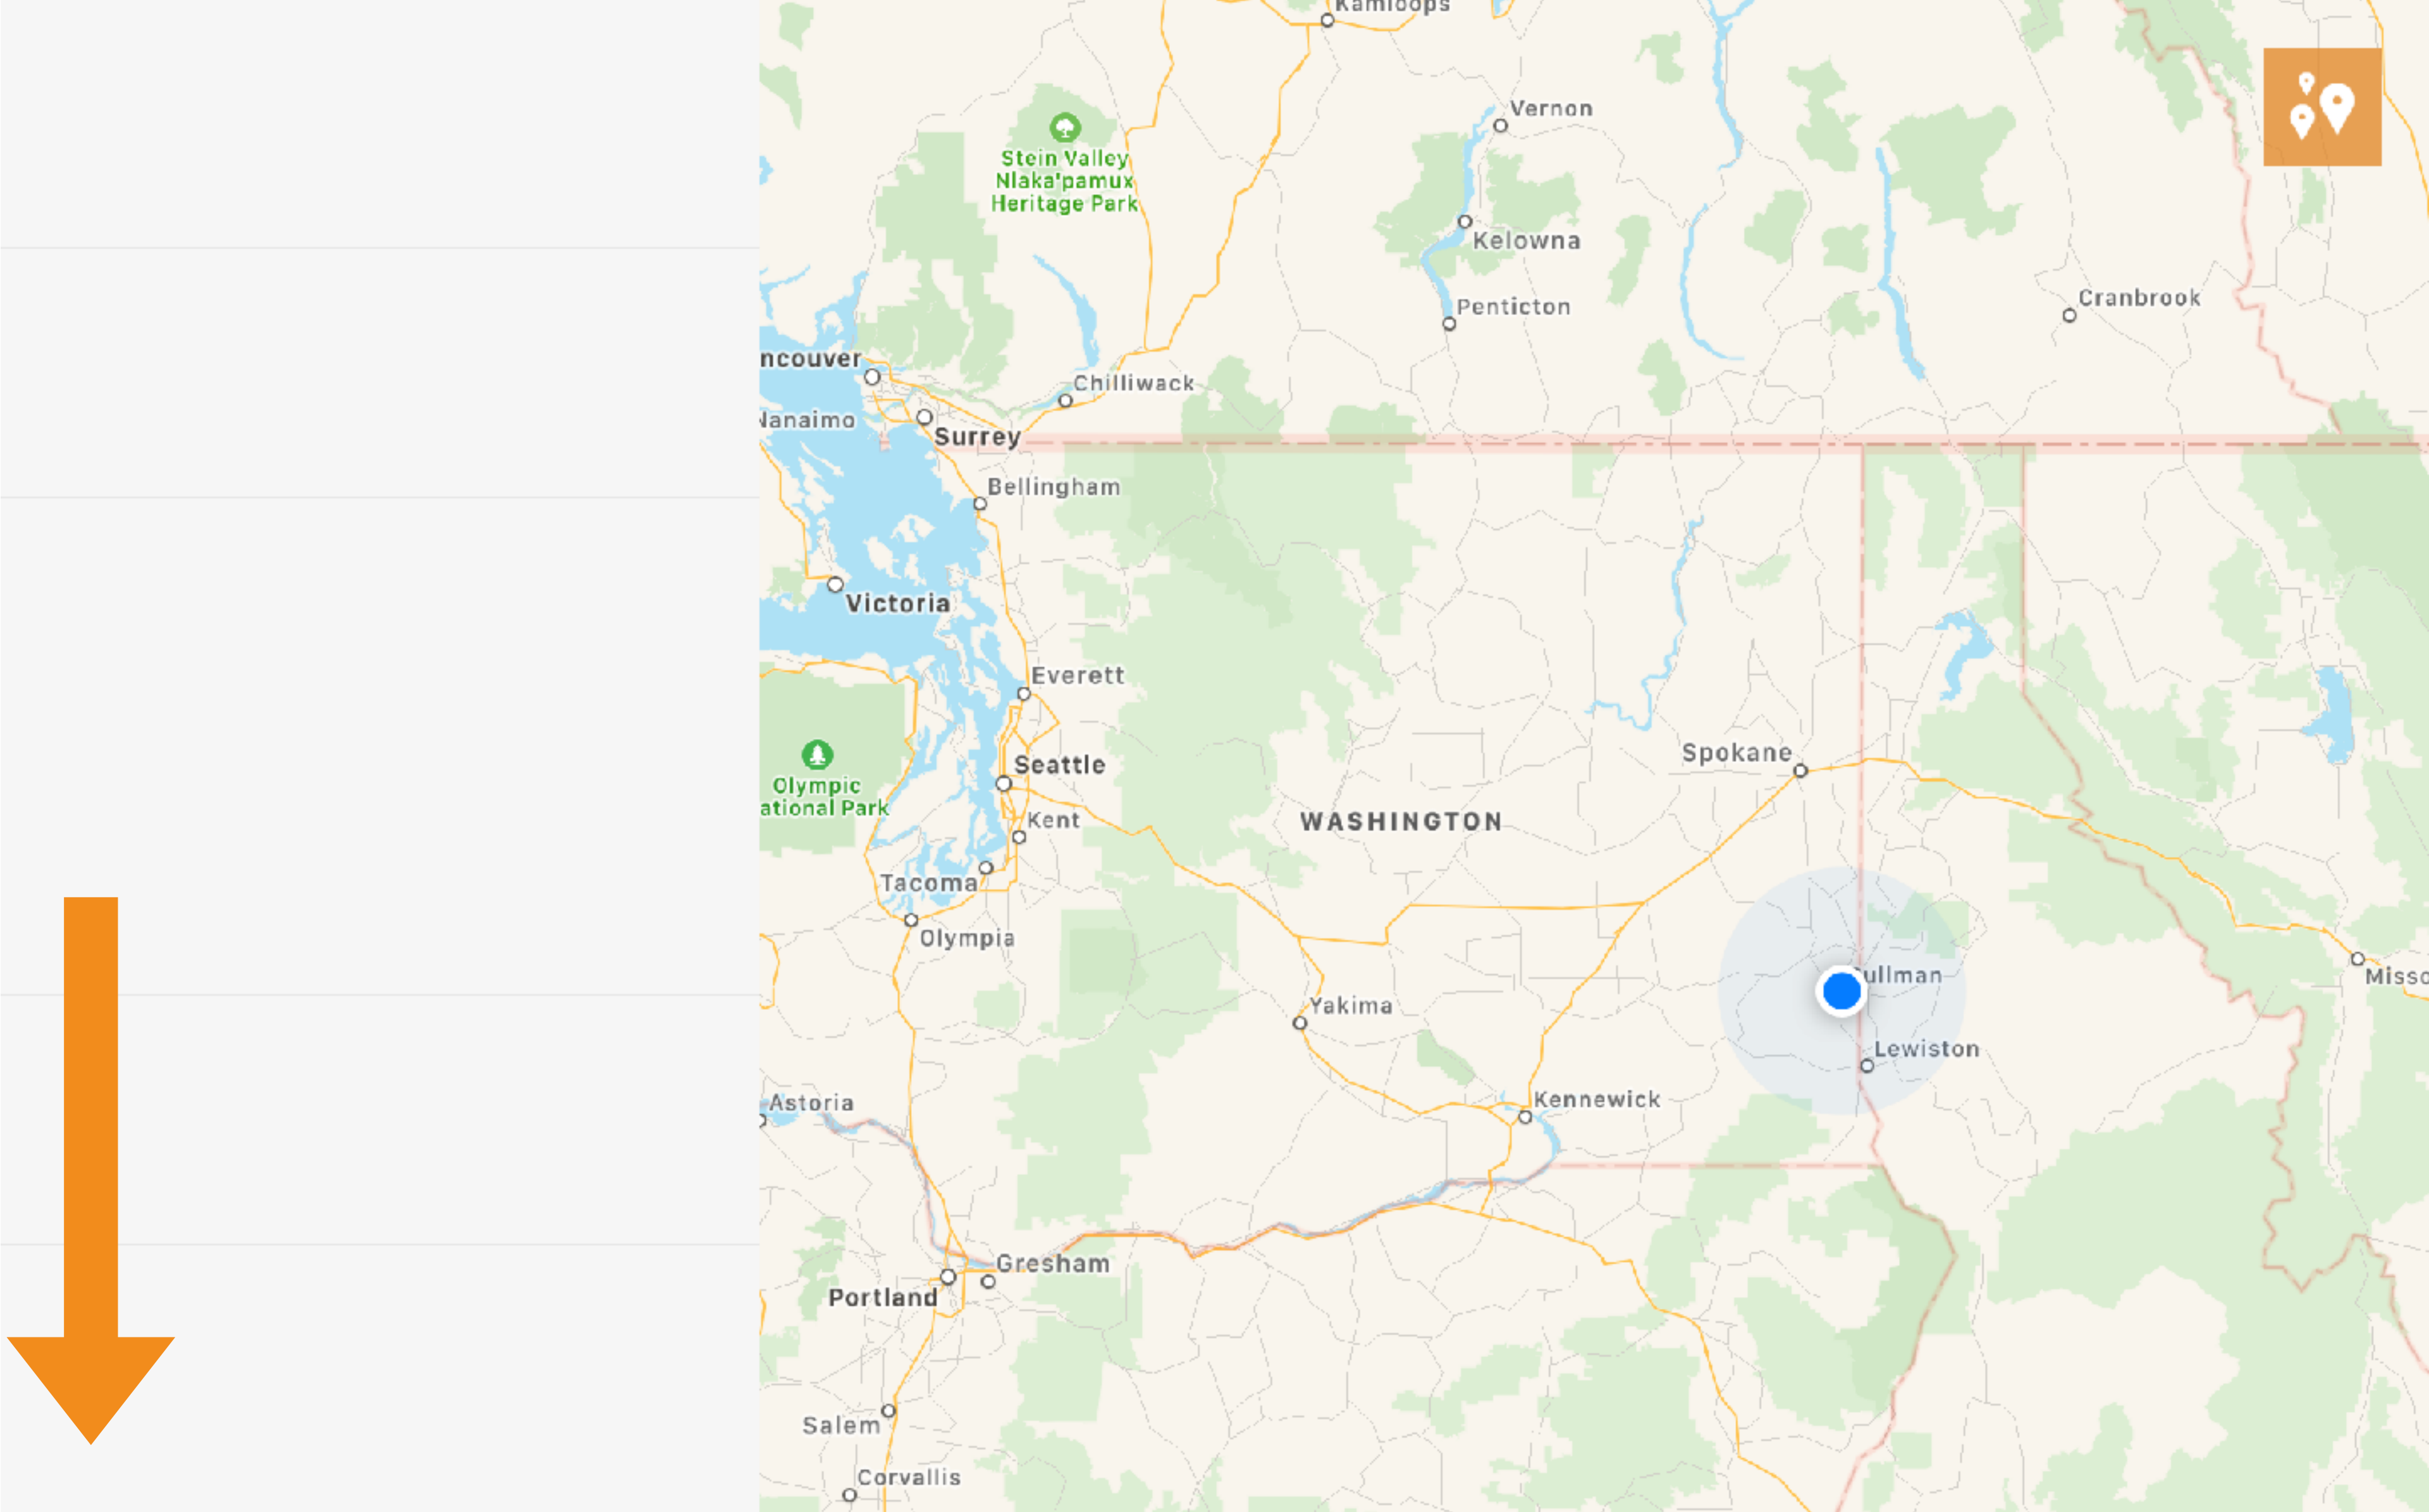 Kamloops
Vernon
Stein Valley
Nlaka'pamux
Heritage Park
Kelowna
Penticton
Cranbrook
ncouver
Chilliwack
Nanaimo
Surrey
Bellingham
Victoria
Everett
Spokane
Seattle
Olympic
ational Park
Kent
WASHINGTON
Tacoma
Olympia
ullman
Misso
Yakima
Lewiston
Kennewick
Astoria
Gresham
Portland
Salem
Corvallis